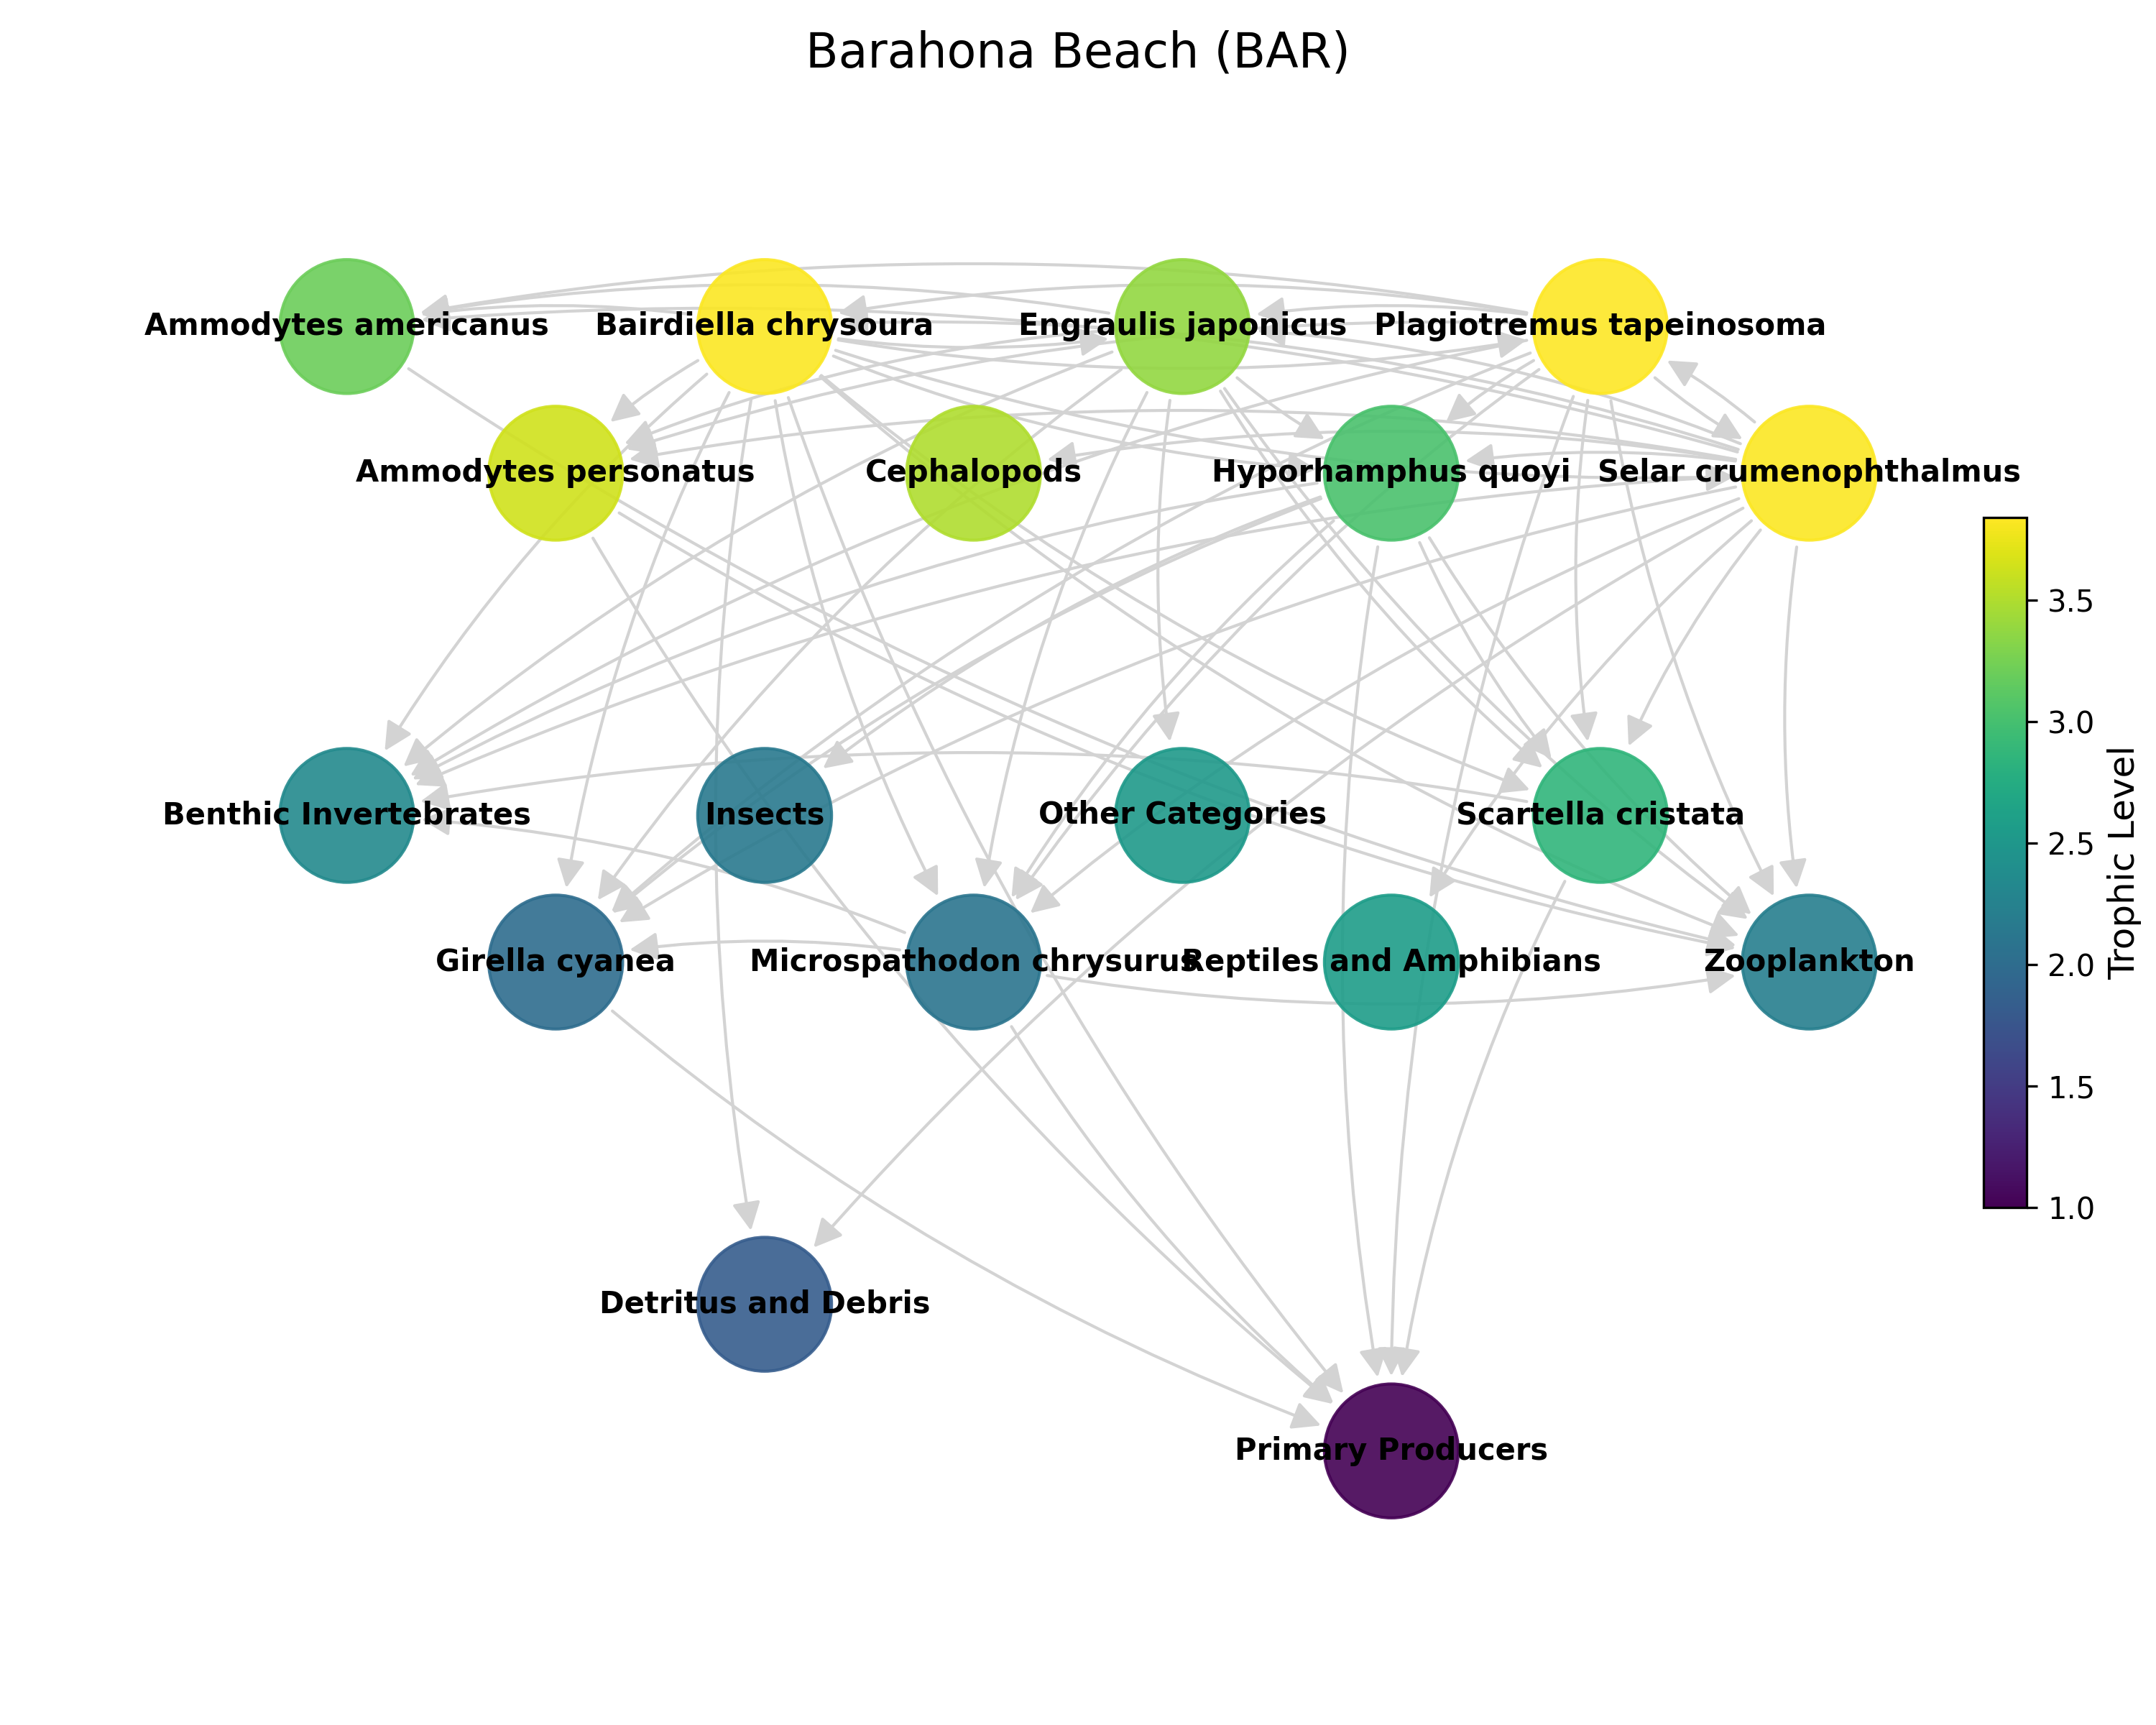 Barahona Beach (BAR)
Ammodytes americanus
Bairdiella chrysoura
Engraulis japonicus
Plagiotremus tapeinosoma
Ammodytes personatus
Cephalopods
Hyporhamphus quoyi
Selar crumenophthalmus
Benthic Invertebrates
Insects
Other Categories
Scartella cristata
Girella cyanea
Microspathodon chrysurus
Reptiles and Amphibians
Zooplankton
Detritus and Debris
Primary Producers
3.5
3.0
2.5
2.0
1.5
1.0
Trophic Level